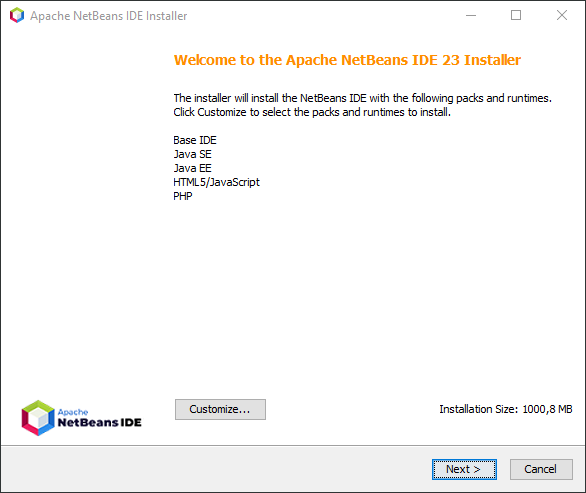 Apache NetBeans IDE Installer
Welcome to the Apache NetBeans IDE 23 Installer
The installer will install the NetBeans IDE with the following packs and runtimes.
Click Customize to select the packs and runtimes to install.
Base IDE
Java SE
Java EE
HTML5/JavaScript
PHP
Apache
NetBeans IDE
Customize...
Installation Size: 1000,8 MB
Next >
Cancel